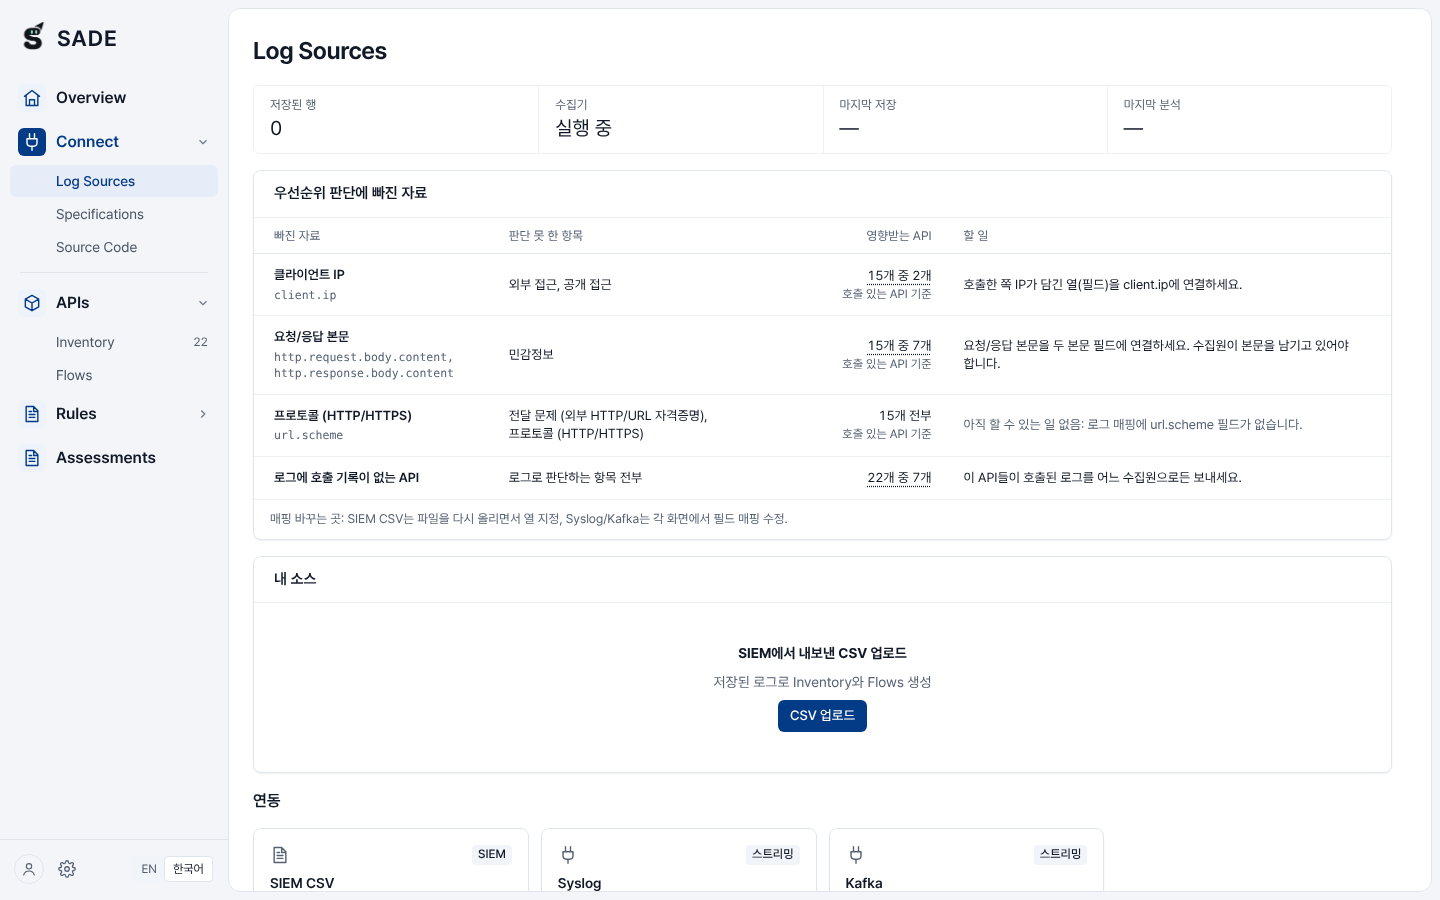 SADE
Overview
Connect
Log Sources
Specifications
Source Code
APIs
Inventory 22
Flows
Rules
Assessments
EN 한국어
Log Sources
저장된 행
0
수집기
실행 중
마지막 저장
—
마지막 분석
—
우선순위 판단에 빠진 자료
빠진 자료 판단 못 한 항목 영향받는 API 할 일
클라이언트 IP
client.ip
외부 접근, 공개 접근
15개 중 2개
호출 있는 API 기준
호출한 쪽 IP가 담긴 열(필드)을 client.ip에 연결하세요.
요청/응답 본문
http.request.body.content,
http.response.body.content
민감정보
15개 중 7개
호출 있는 API 기준
요청/응답 본문을 두 본문 필드에 연결하세요. 수집원이 본문을 남기고 있어야
합니다.
프로토콜 (HTTP/HTTPS)
url.scheme
전달 문제 (외부 HTTP/URL 자격증명),
프로토콜 (HTTP/HTTPS)
15개 전부
호출 있는 API 기준
아직 할 수 있는 일 없음: 로그 매핑에 url.scheme 필드가 없습니다.
로그에 호출 기록이 없는 API
로그로 판단하는 항목 전부
22개 중 7개
이 API들이 호출된 로그를 어느 수집원으로든 보내세요.
매핑 바꾸는 곳: SIEM CSV는 파일을 다시 올리면서 열 지정, Syslog/Kafka는 각 화면에서 필드 매핑 수정.
내 소스
SIEM에서 내보낸 CSV 업로드
저장된 로그로 Inventory와 Flows 생성
CSV 업로드
연동
SIEM
SIEM CSV
스트리밍
Syslog
스트리밍
Kafka